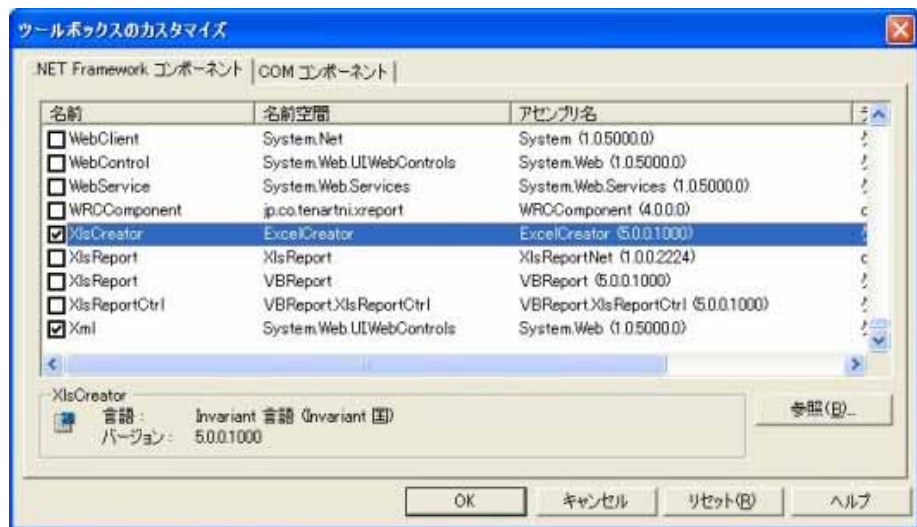 ツールボックスのカスタマイズ
.NET Framework コンポーネント COM コンポーネント
名前 名前空間 アセンブリ名
WebClient System.Net System (1.0.5000.0)
WebControl System.Web.UI.WebControls System.Web (1.0.5000.0)
WebService System.Web.Services System.Web.Services (1.0.5000.0)
WRCComponent jp.co.tenartni.xreport WRCComponent (4.0.0.0)
XlsCreator ExcelCreator ExcelCreator (5.0.0.1000)
XlsReport XlsReport XlsReportNet (1.0.0.2224)
XlsReport VBReport VBReport (5.0.0.1000)
XlsReportCtrl VBReport.XlsReportCtrl VBReport.XlsReportCtrl (5.0.0.1000)
Xml System.Web.UI.WebControls System.Web (1.0.5000.0)
XlsCreator
言語 : Invariant 言語 (Invariant 国)
バージョン : 5.0.0.1000
参照(B)...
OK キャンセル リセット(R) ヘルプ